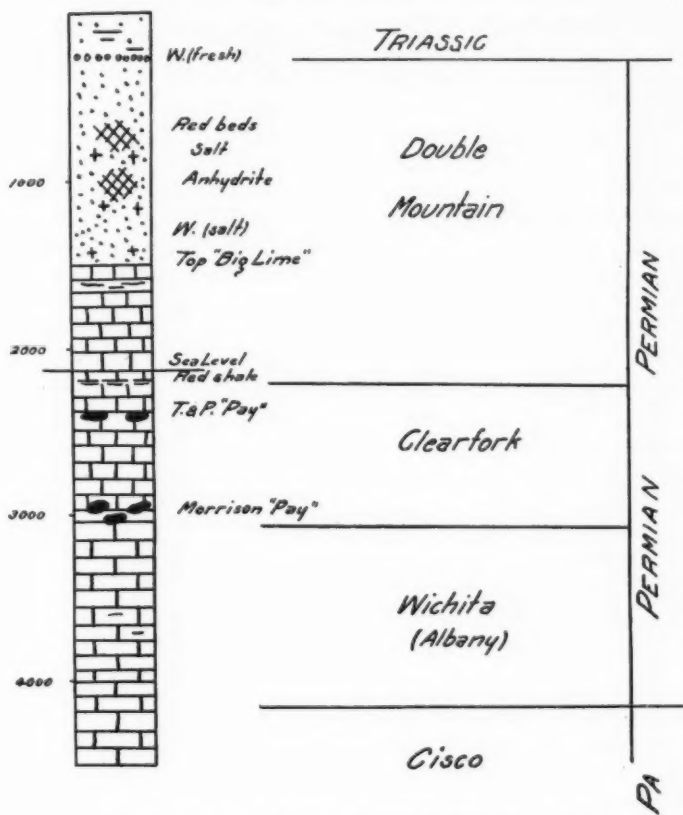 TRIASSIC
W. (fresh)
Red beds
Salt
Anhydrite
Double
Mountain
1000
W. (salt)
Top "Big Lime"
PERMIAN
2000
Sea Level
Red shale
T. & P. "Pay"
Clearfork
Morrison "Pay"
3000
PERMIAN
Wichita
(Albany)
4000
Cisco
PA